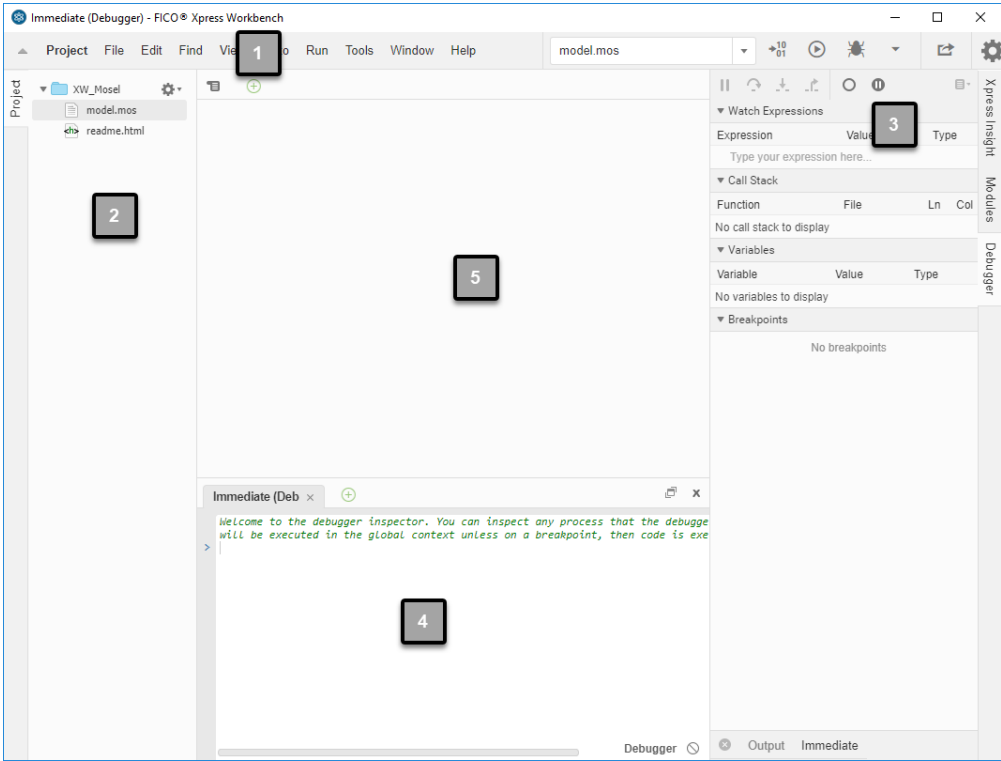 Immediate (Debugger) - FICO® Xpress Workbench
Project File Edit Find Vie 1 o Run Tools Window Help model.mos 10 01
Project
XW_Mosel
model.mos
<h> readme.html
2
5
Watch Expressions
3
Expression Value Type
Type your expression here...
Call Stack
Function File Ln Col
No call stack to display
Variables
Variable Value Type
No variables to display
Breakpoints
No breakpoints
Xpress Insight
Modules
Debugger
Immediate (Deb × x
Welcome to the debugger inspector. You can inspect any process that the debugge
will be executed in the global context unless on a breakpoint, then code is exe
>
4
Debugger
Output Immediate